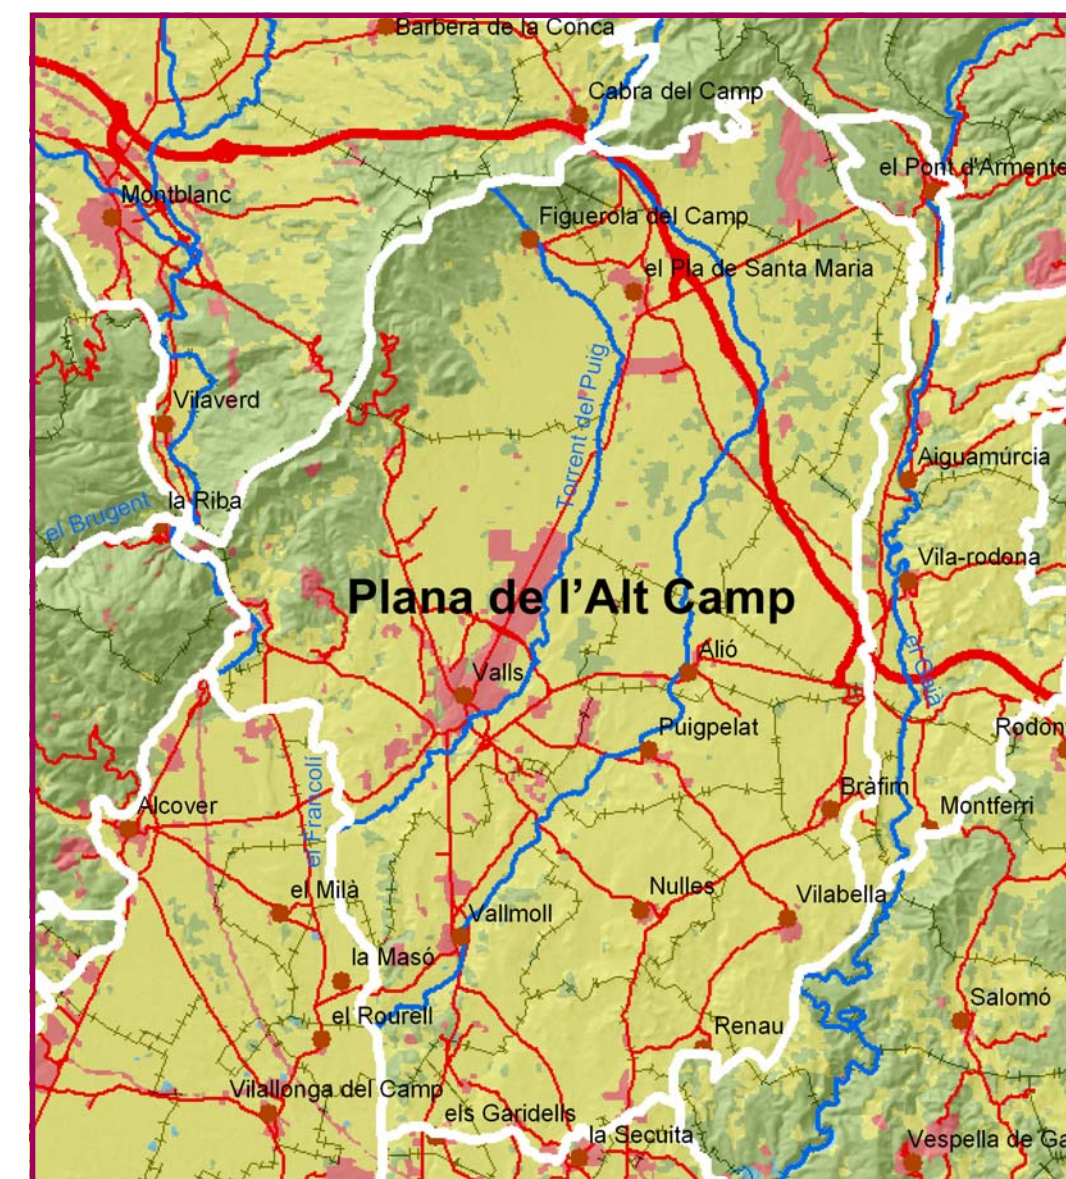 Barberà de la Conca
Cabra del Camp
el Pont d'Armente
Montblanc
Figuerola del Camp
el Pla de Santa Maria
Torrent del Puig
Vilaverd
Aiguamúrcia
la Riba
el Brugent
Vila-rodona
Plana de l'Alt Camp
Alió
el Gaià
Valls
Puigpelat
Rodon
el Francolí
Bràfim
Alcover
Montferri
el Milà
Nulles
Vilabella
Vallmoll
la Masó
Salomó
el Rourell
Renau
Vilallonga del Camp
els Garidells
la Secuita
Vespella de Ga